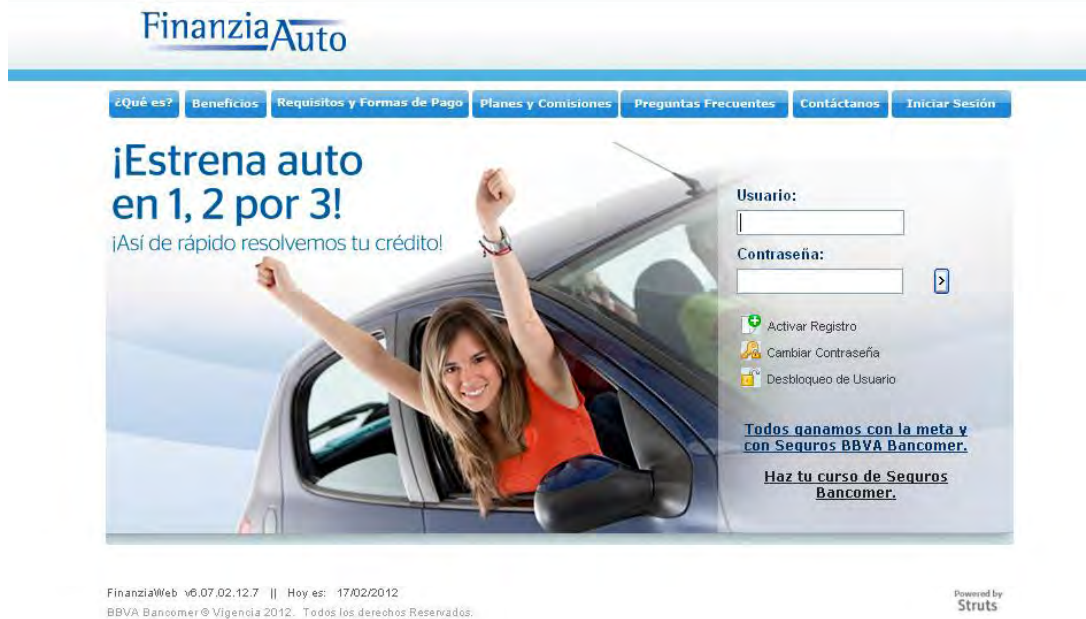 Finanzia Auto
¿Qué es? Beneficios Requisitos y Formas de Pago Planes y Comisiones Preguntas Frecuentes Contáctanos Iniciar Sesión
¡Estrena auto
en 1, 2 por 3!
¡Así de rápido resolvemos tu crédito!
Usuario:
Contraseña:
>
Activar Registro
Cambiar Contraseña
Desbloqueo de Usuario
Todos ganamos con la meta y
con Seguros BBVA Bancomer.
Haz tu curso de Seguros
Bancomer.
FinanziaWeb v6.07.02.12.7 || Hoy es: 17/02/2012
BBVA Bancomer® Vigencia 2012. Todos los derechos Reservados.
Powered by
Struts